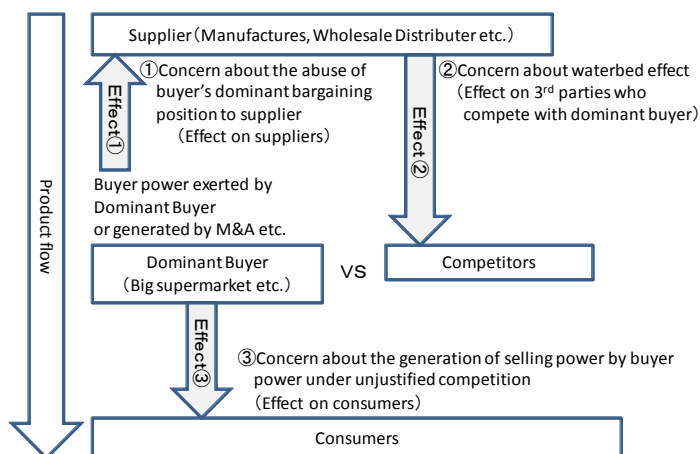 Supplier（Manufactures, Wholesale Distributer etc.）
①Concern about the abuse of
buyer's dominant bargaining
position to supplier
（Effect on suppliers）
Effect①
②Concern about waterbed effect
（Effect on 3rd parties who
compete with dominant buyer）
Effect②
Product flow
Buyer power exerted by
Dominant Buyer
or generated by M&A etc.
Dominant Buyer
（Big supermarket etc.）
VS
Competitors
Effect③
③Concern about the generation of selling power by buyer
power under unjustified competition
（Effect on consumers）
Consumers